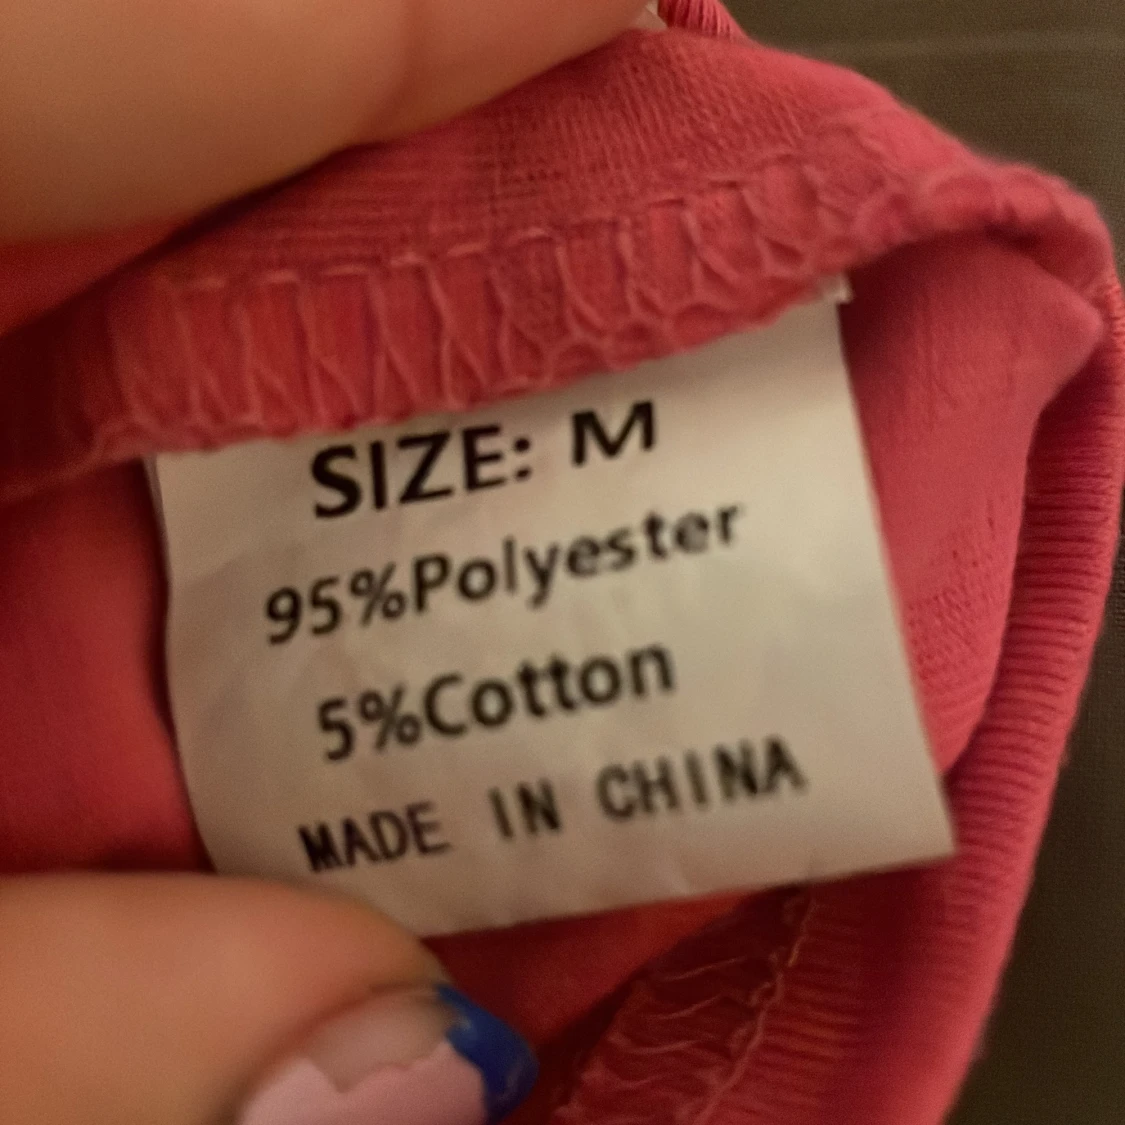 SIZE: M
95%Polyester
5%Cotton
MADE IN CHINA